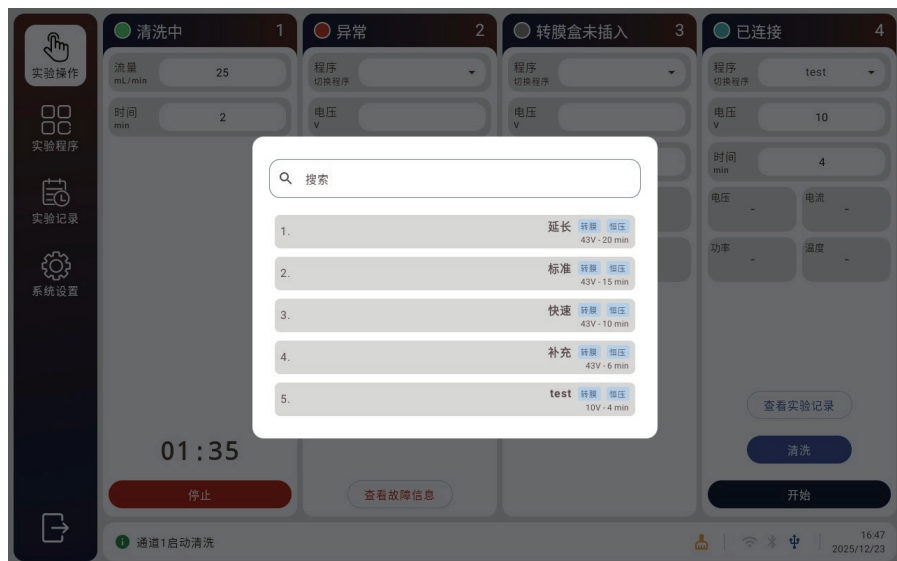 实验操作
实验程序
实验记录
系统设置
清洗中 1
流量 mL/min 25
时间 min 2
01:35
停止
异常 2
程序 切换程序
电压 V
查看故障信息
转膜盒未插入 3
程序 切换程序
电压 V
已连接 4
程序 切换程序 test
电压 V 10
时间 min 4
电压 - 电流 -
功率 - 温度 -
查看实验记录
清洗
开始
搜索
1. 延长 转膜 恒压
43V - 20 min
2. 标准 转膜 恒压
43V - 15 min
3. 快速 转膜 恒压
43V - 10 min
4. 补充 转膜 恒压
43V - 6 min
5. test 转膜 恒压
10V - 4 min
通道1启动清洗
16:47
2025/12/23